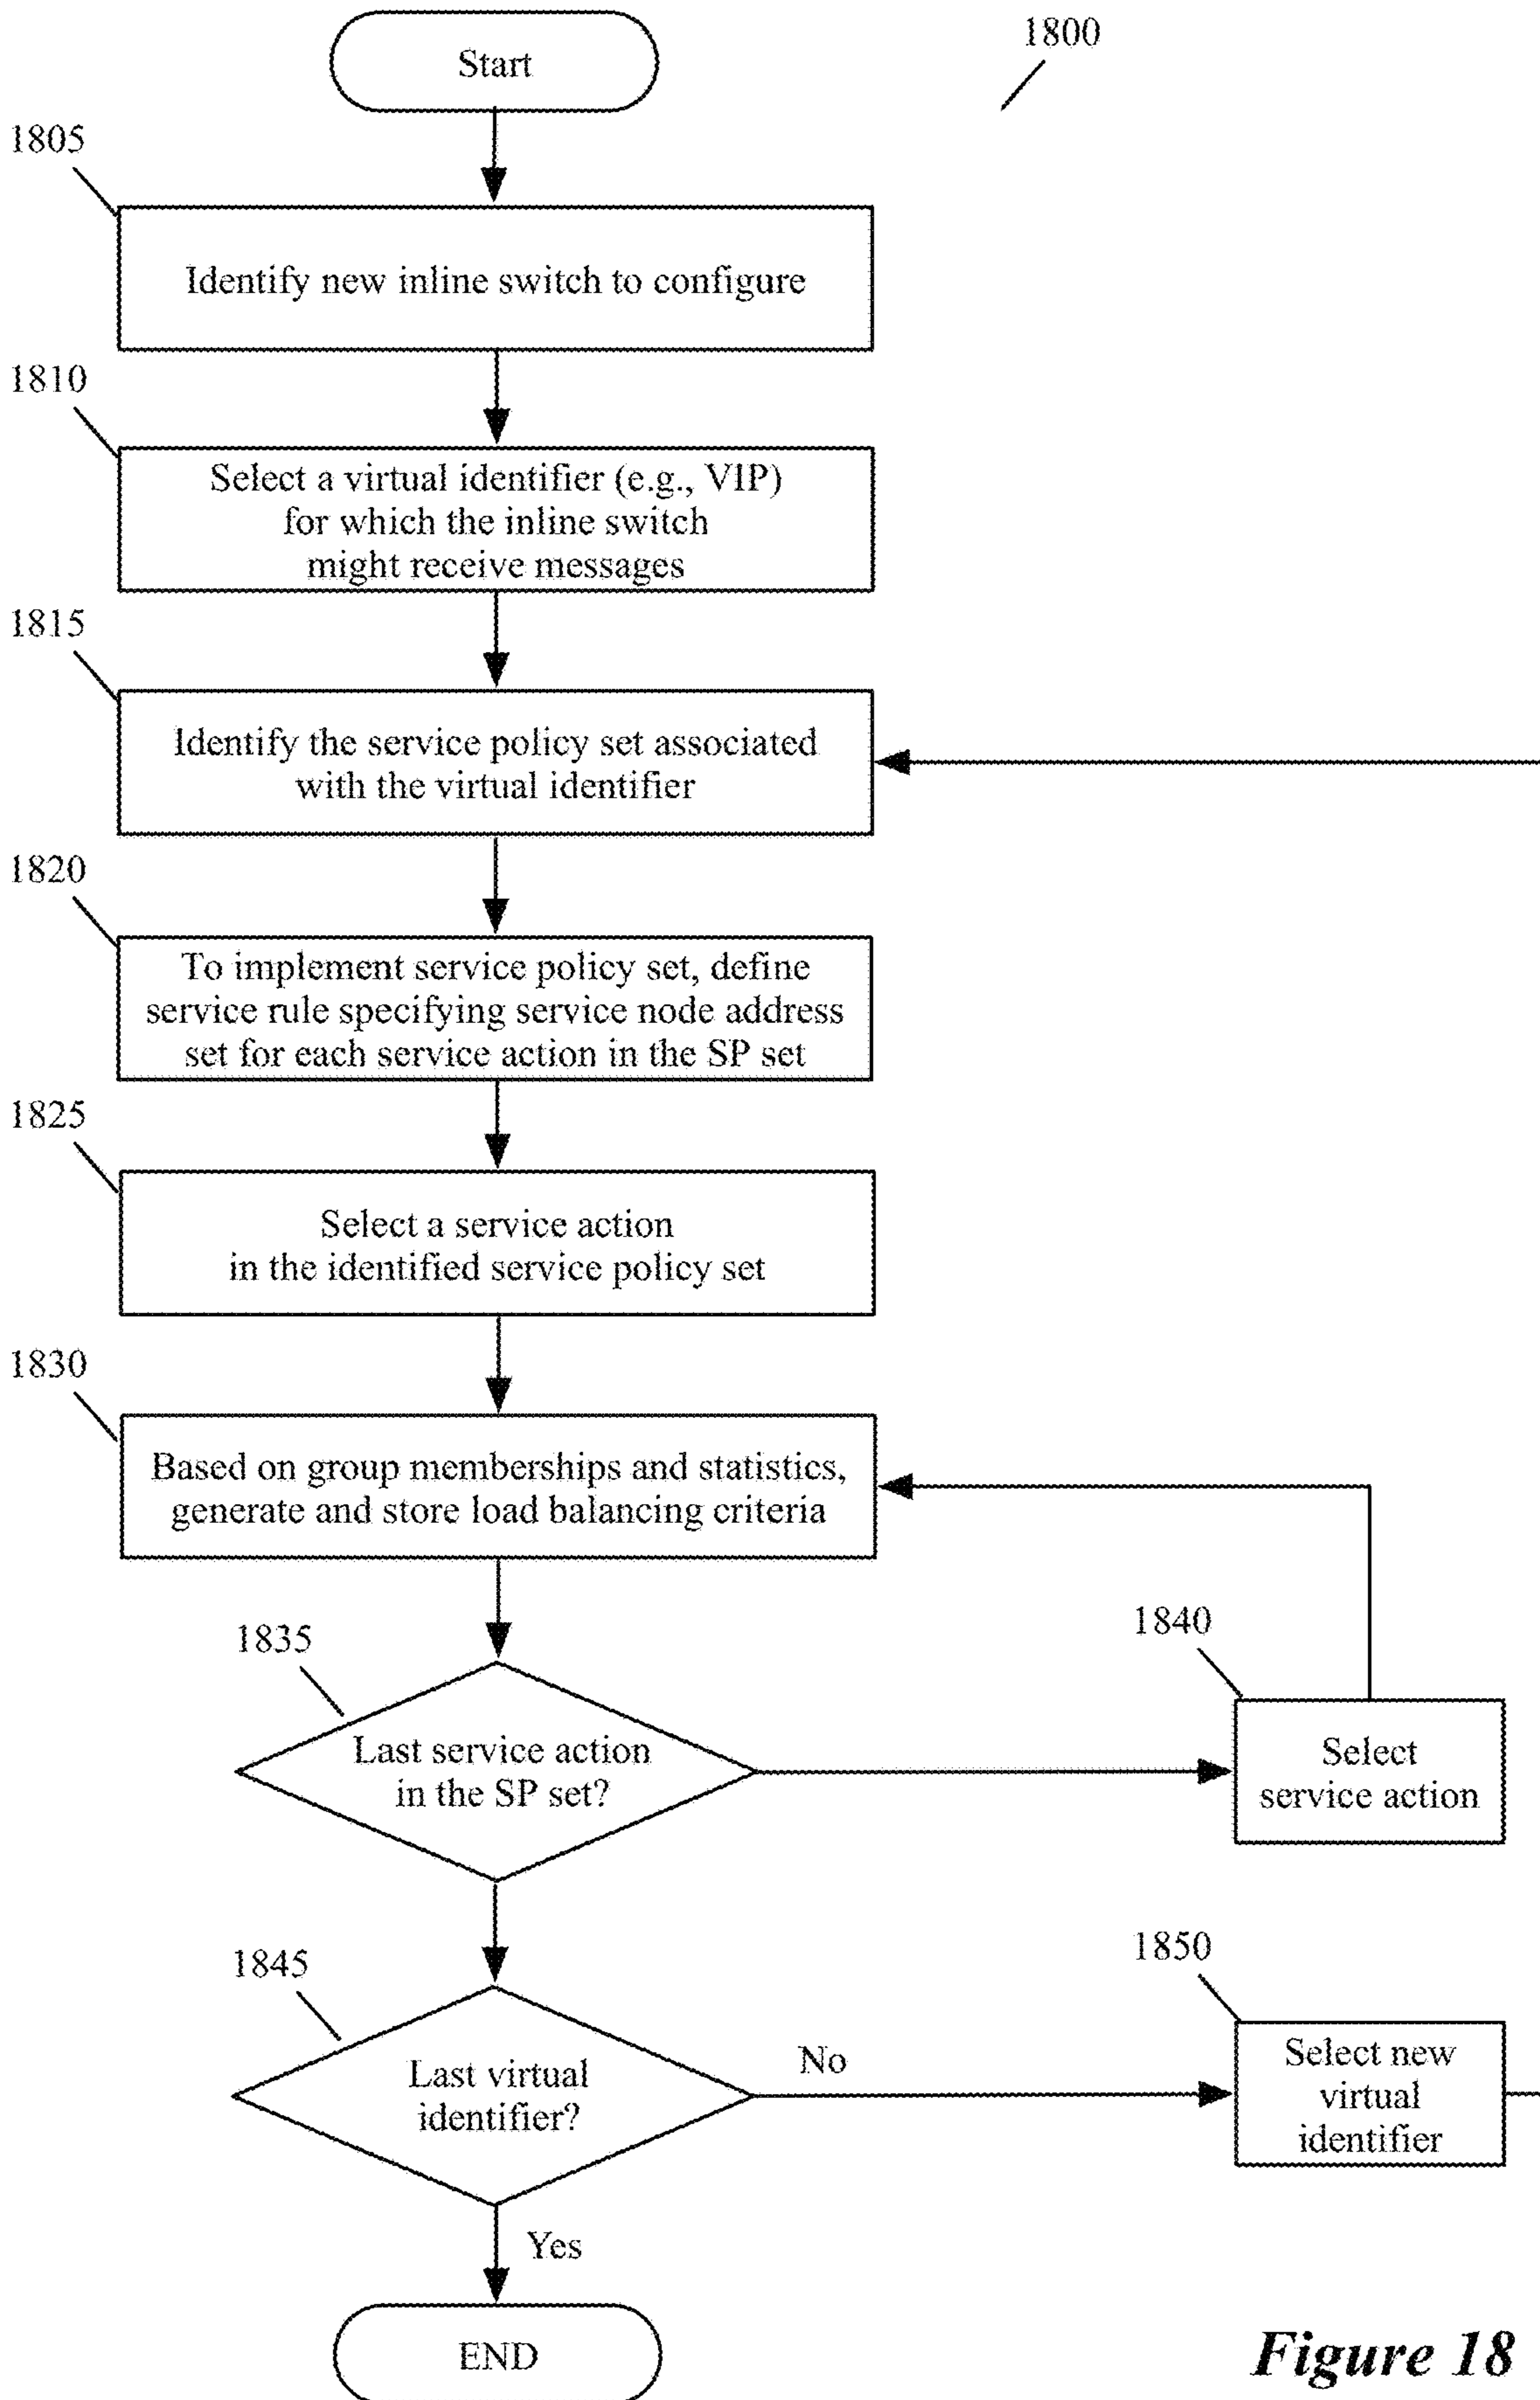 Start
1800
1805
Identify new inline switch to configure
1810
Select a virtual identifier (e.g., VIP)
for which the inline switch
might receive messages
1815
Identify the service policy set associated
with the virtual identifier
1820
To implement service policy set, define
service rule specifying service node address
set for each service action in the SP set
1825
Select a service action
in the identified service policy set
1830
Based on group memberships and statistics,
generate and store load balancing criteria
1835
Last service action
in the SP set?
1840
Select
service action
1845
Last virtual
identifier?
No
1850
Select new
virtual
identifier
Yes
END
Figure 18